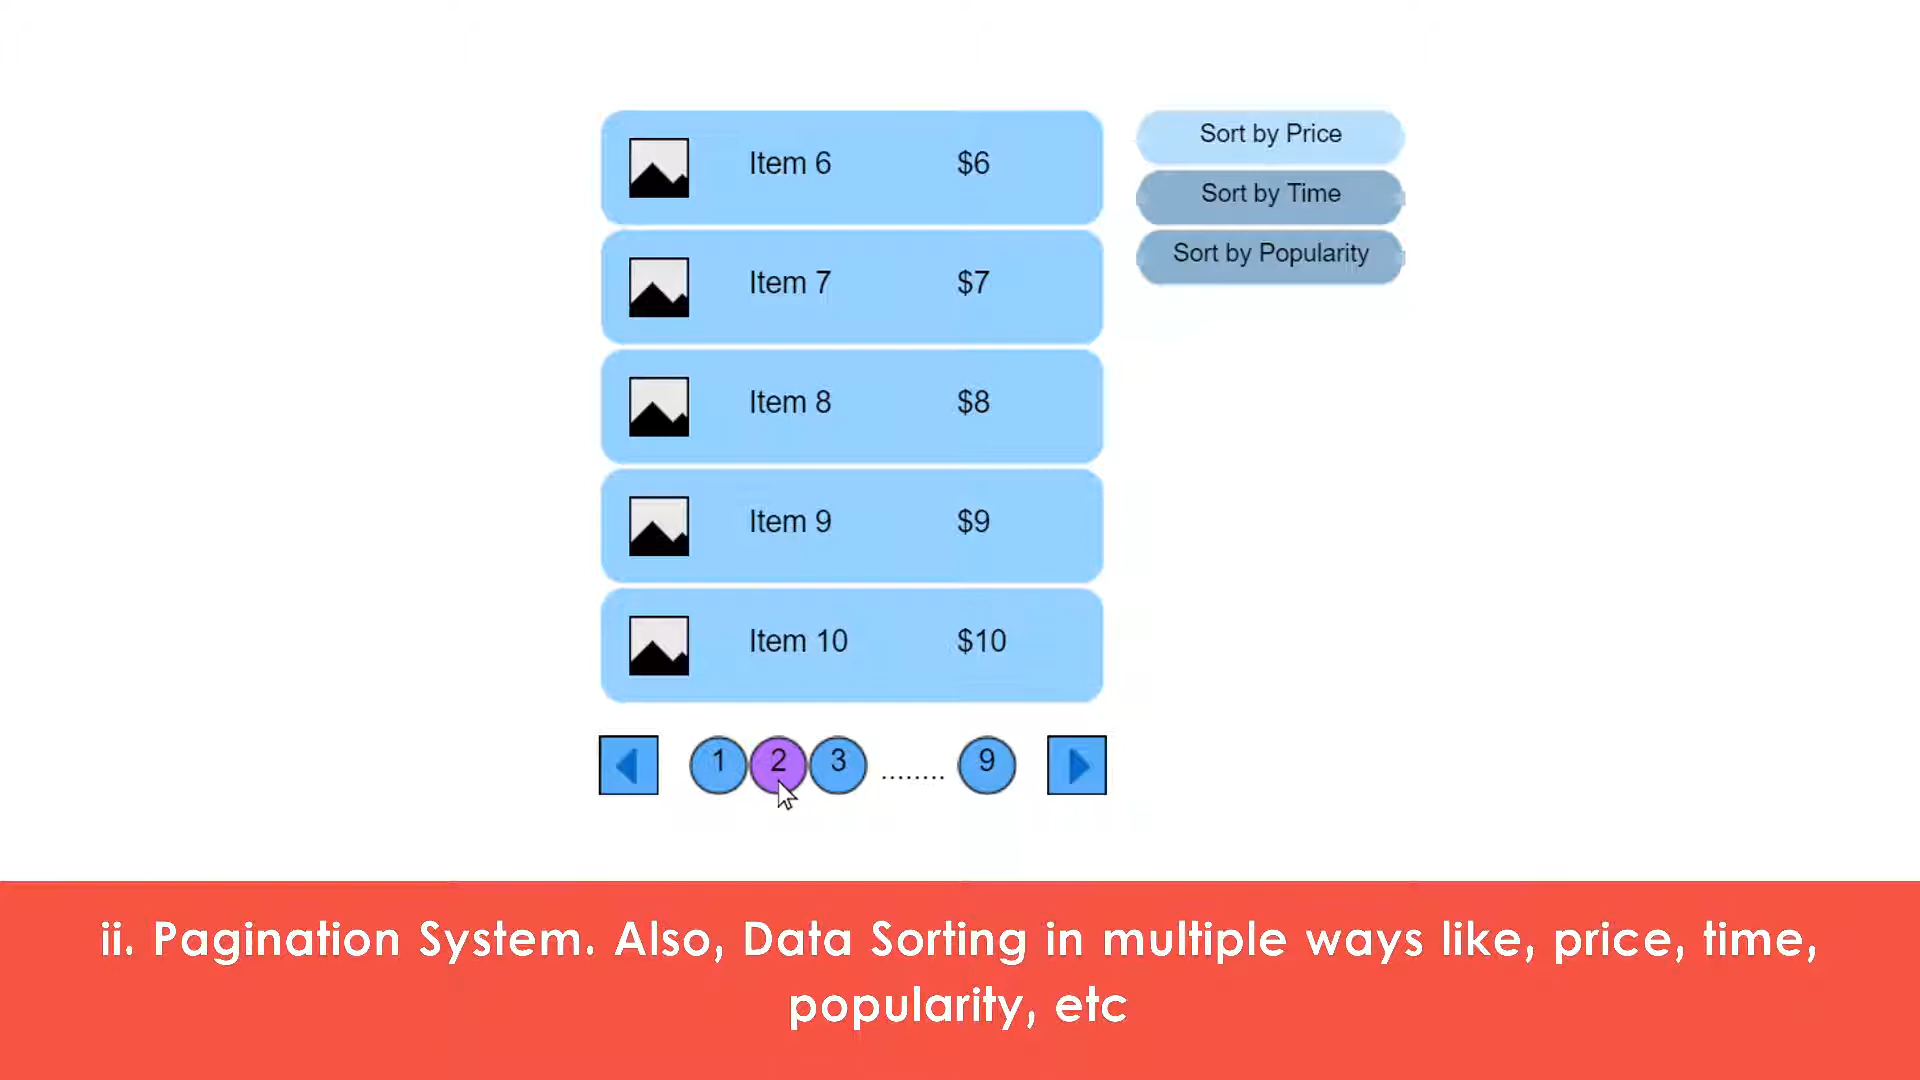 Item 6 $6
Item 7 $7
Item 8 $8
Item 9 $9
Item 10 $10
Sort by Price
Sort by Time
Sort by Popularity
1 2 3 ........ 9
ii. Pagination System. Also, Data Sorting in multiple ways like, price, time,
popularity, etc